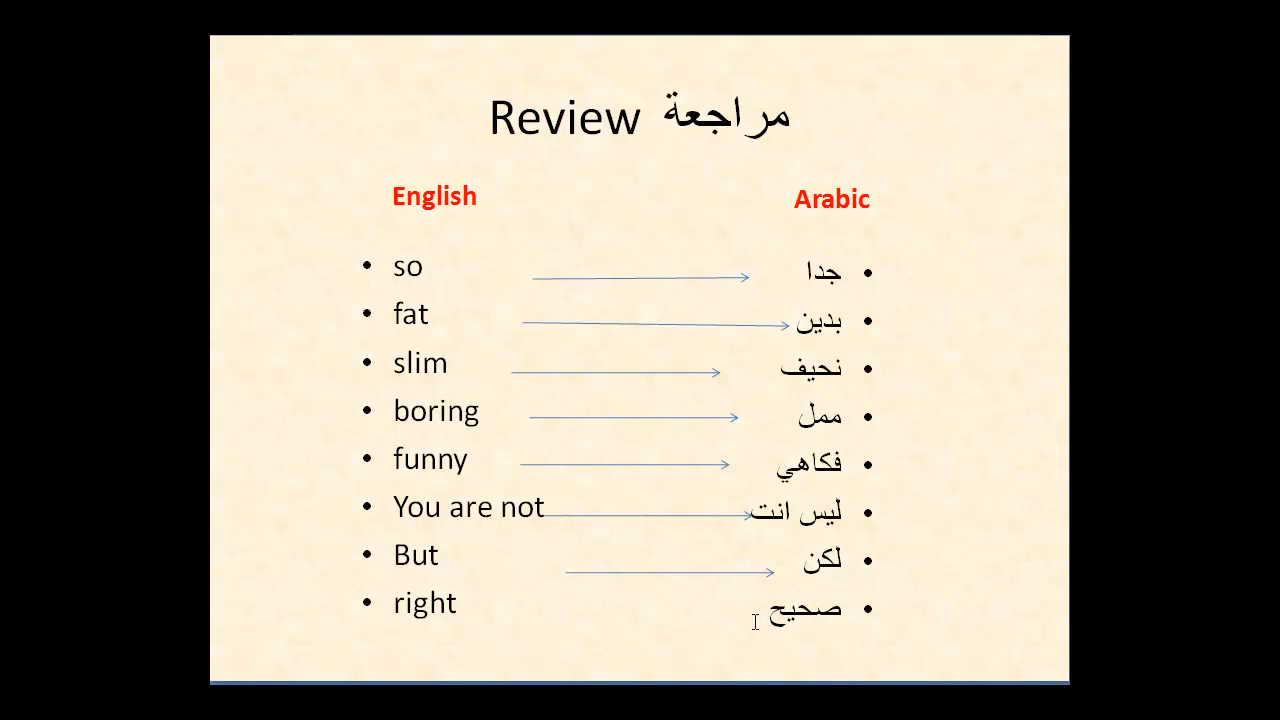 Review مراجعة
English Arabic
so جدا
fat بدين
slim نحيف
boring ممل
funny فكاهي
You are not ليس انت
But لكن
right صحيح